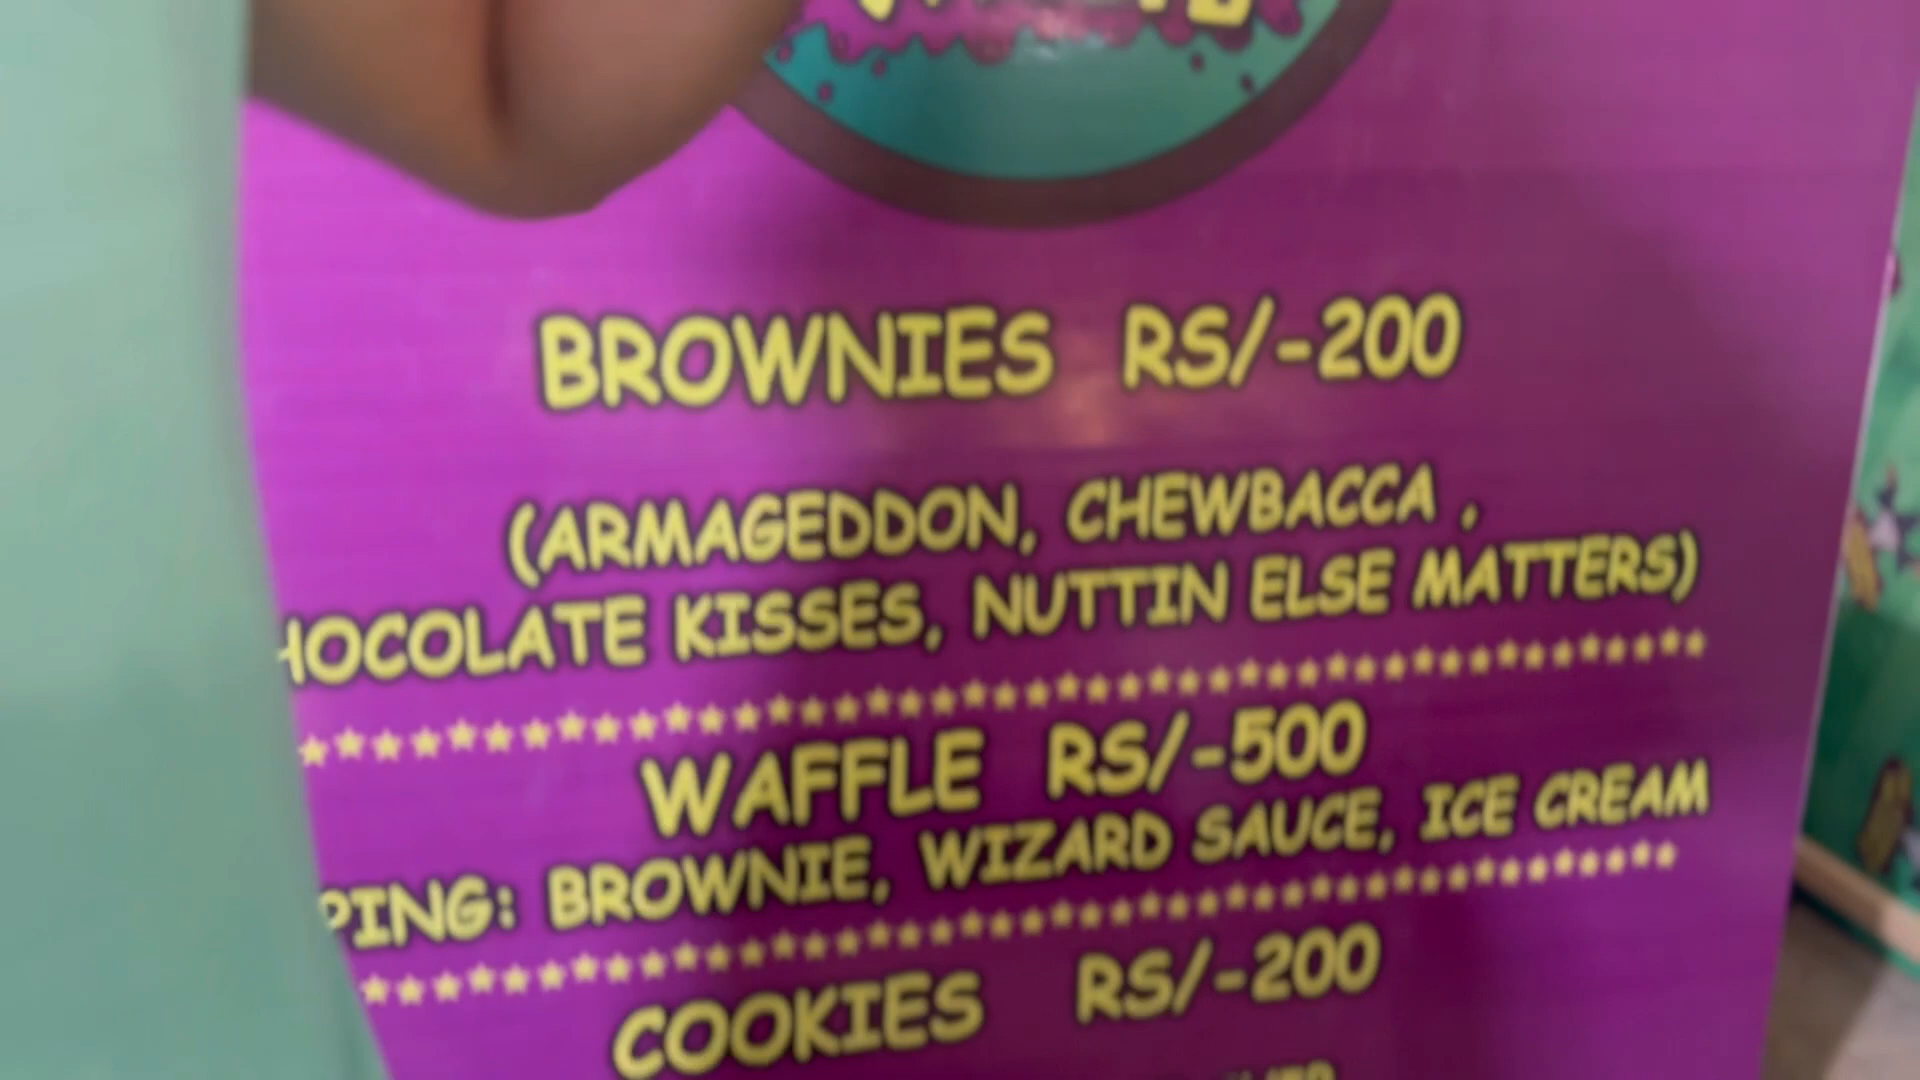 BROWNIES RS/-200
(ARMAGEDDON, CHEWBACCA ,
HOCOLATE KISSES, NUTTIN ELSE MATTERS)
WAFFLE RS/-500
PING: BROWNIE, WIZARD SAUCE, ICE CREAM
COOKIES RS/-200